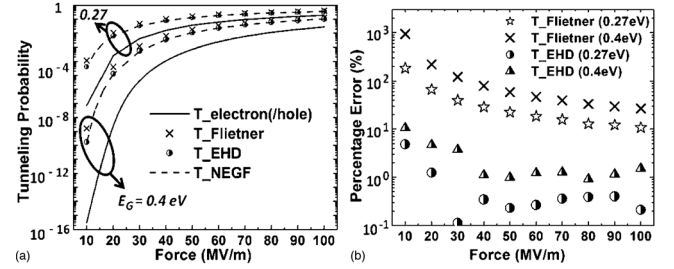 1
10^-4
10^-8
10^-12
10^-16
Tunneling Probability
0.27
T_electron(/hole)
T_Flietner
T_EHD
T_NEGF
E_G = 0.4 eV
10 20 30 40 50 60 70 80 90 100
Force (MV/m)
(a)
10^3
10^2
10^1
10^0
10^-1
Percentage Error (%)
T_Flietner (0.27eV)
T_Flietner (0.4eV)
T_EHD (0.27eV)
T_EHD (0.4eV)
10 20 30 40 50 60 70 80 90 100
Force (MV/m)
(b)